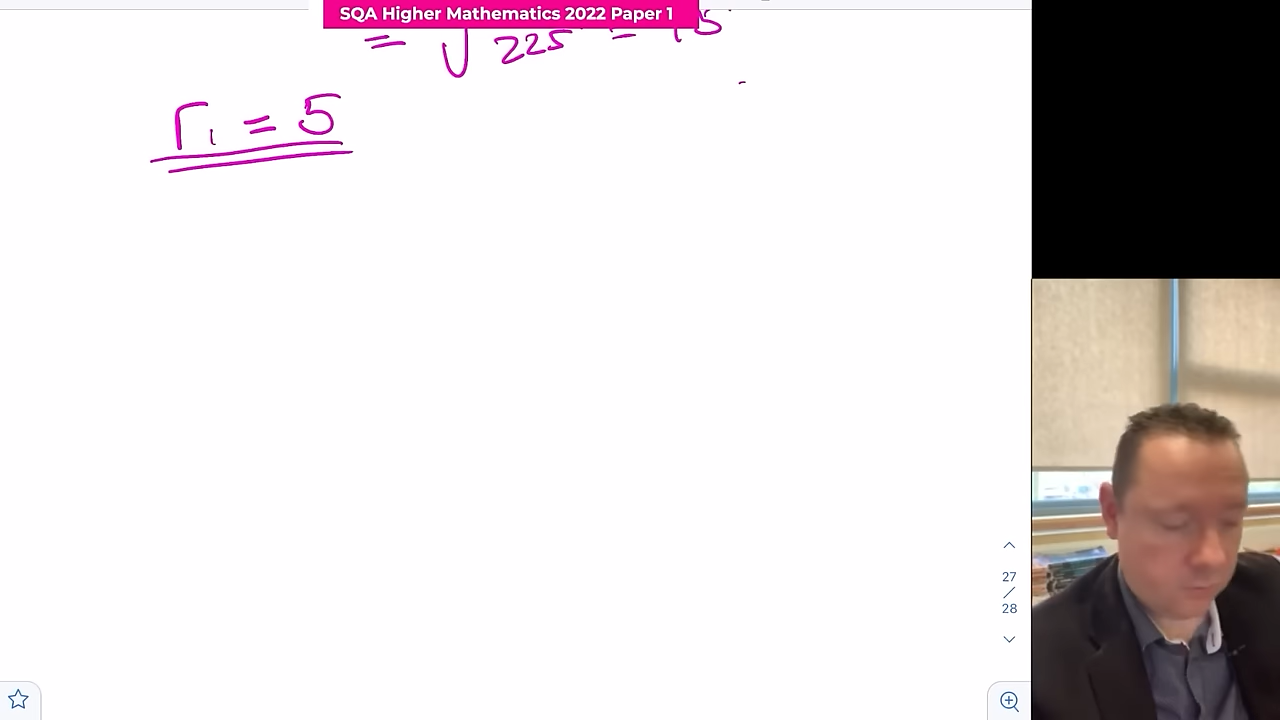 SQA Higher Mathematics 2022 Paper 1
= √225 = 15
r₁ = 5
27
/
28